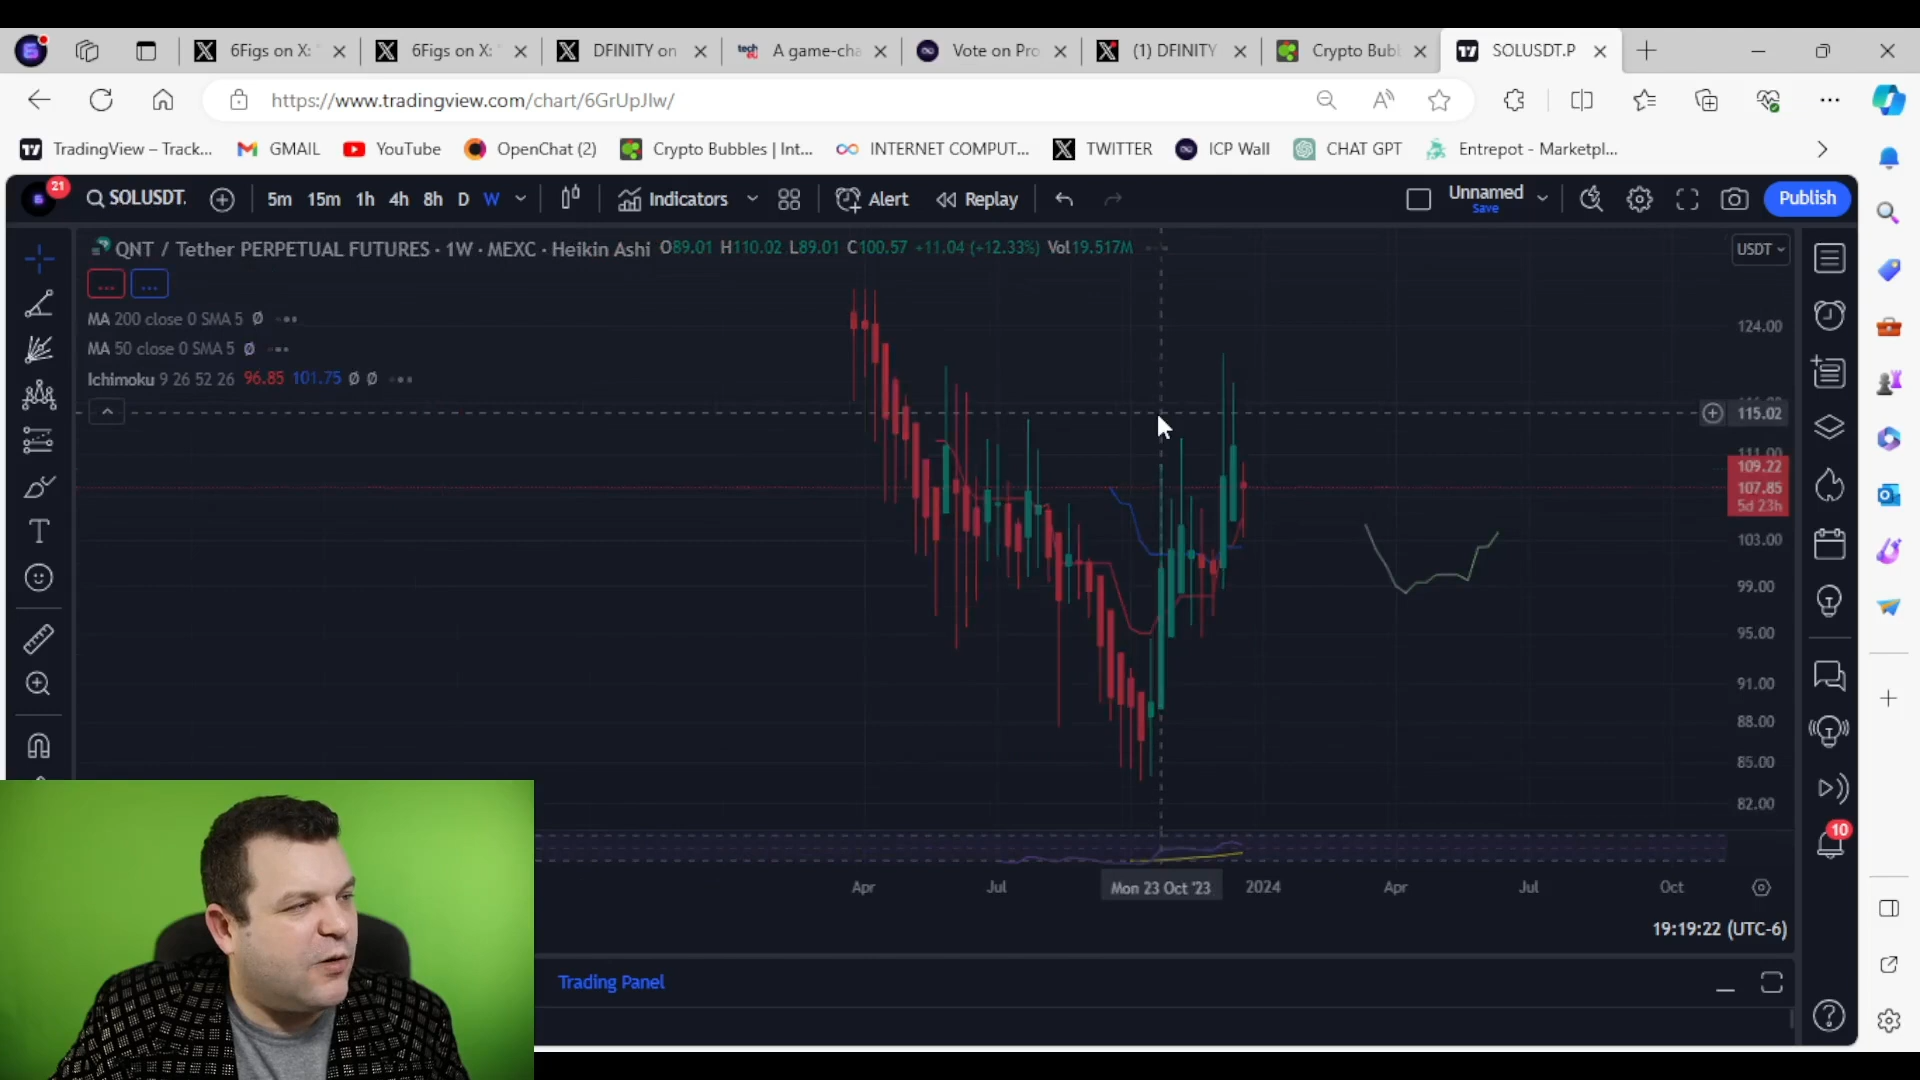 6Figs on X:
6Figs on X:
DFINITY on
A game-cha
Vote on Pro
(1) DFINITY
Crypto Bubb
SOLUSDT.P
https://www.tradingview.com/chart/6GrUpJlw/
TradingView – Track...
GMAIL
YouTube
OpenChat (2)
Crypto Bubbles | Int...
INTERNET COMPUT...
TWITTER
ICP Wall
CHAT GPT
Entrepot - Marketpl...
21
SOLUSDT.
5m 15m 1h 4h 8h D W
Indicators
Alert
Replay
Unnamed
Save
Publish
QNT / Tether PERPETUAL FUTURES · 1W · MEXC · Heikin Ashi O89.01 H110.02 L89.01 C100.57 +11.04 (+12.33%) Vol19.517M
USDT
MA 200 close 0 SMA 5 Ø
MA 50 close 0 SMA 5 Ø
Ichimoku 9 26 52 26 96.85 101.75 Ø Ø
124.00
115.02
111.00
109.22
107.85
5d 23h
103.00
99.00
95.00
91.00
88.00
85.00
82.00
10
Apr Jul Mon 23 Oct '23 2024 Apr Jul Oct
19:19:22 (UTC-6)
Trading Panel